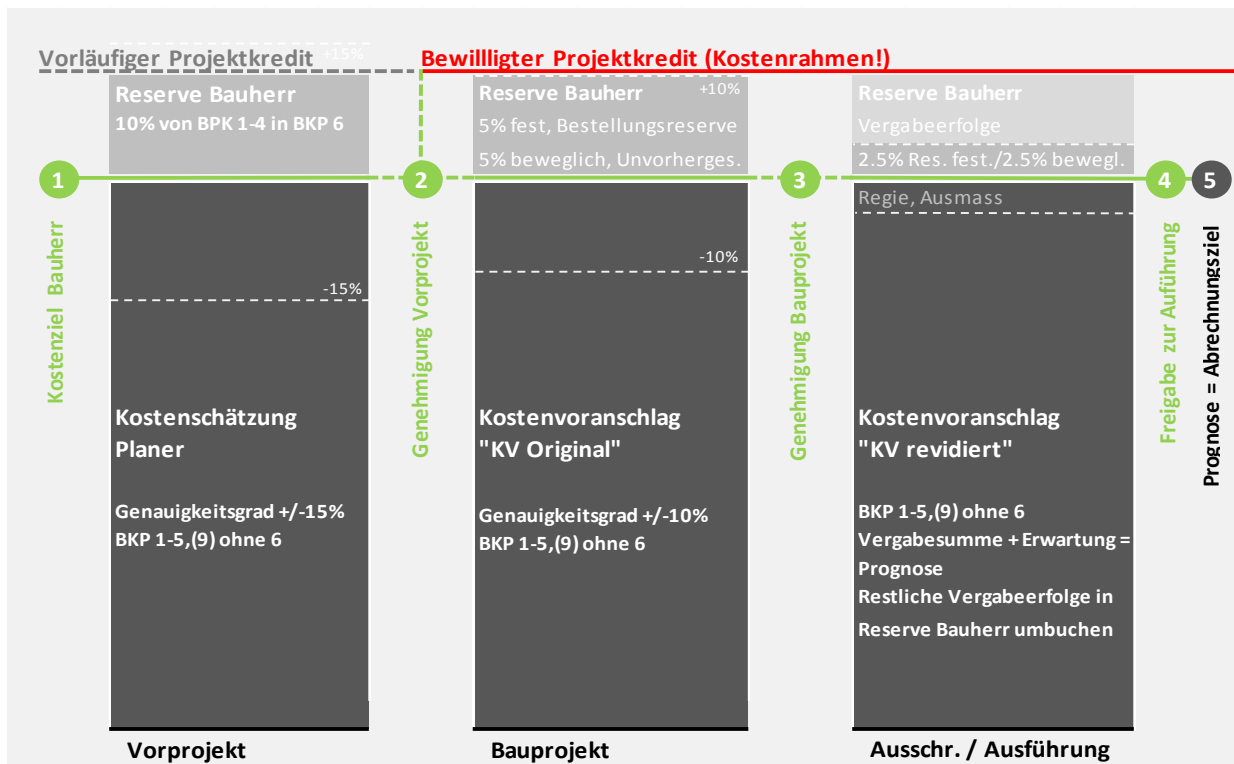 Vorläufiger Projektkredit
+15%
Bewillligter Projektkredit (Kostenrahmen!)
Reserve Bauherr
10% von BPK 1-4 in BKP 6
Reserve Bauherr
+10%
5% fest, Bestellungsreserve
5% beweglich, Unvorherges.
Reserve Bauherr
Vergabeerfolge
2.5% Res. fest./2.5% bewegl.
1
2
3
4
5
Regie, Ausmass
Kostenziel Bauherr
-15%
Kostenschätzung
Planer
Genauigkeitsgrad +/-15%
BKP 1-5,(9) ohne 6
Genehmigung Vorprojekt
-10%
Kostenvoranschlag
"KV Original"
Genauigkeitsgrad +/-10%
BKP 1-5,(9) ohne 6
Genehmigung Bauprojekt
Kostenvoranschlag
"KV revidiert"
BKP 1-5,(9) ohne 6
Vergabesumme + Erwartung =
Prognose
Restliche Vergabeerfolge in
Reserve Bauherr umbuchen
Freigabe zur Auführung
Prognose = Abrechnungsziel
Vorprojekt
Bauprojekt
Ausschr. / Ausführung